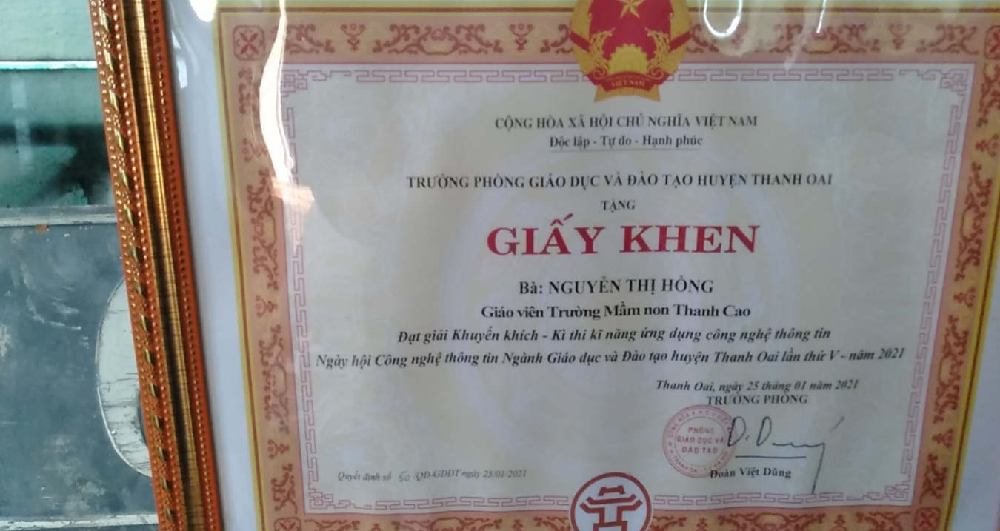 VIỆT NAM
CỘNG HÒA XÃ HỘI CHỦ NGHĨA VIỆT NAM
Độc lập - Tự do - Hạnh phúc
TRƯỞNG PHÒNG GIÁO DỤC VÀ ĐÀO TẠO HUYỆN THANH OAI
TẶNG
GIẤY KHEN
Bà: NGUYỄN THỊ HỒNG
Giáo viên Trường Mầm non Thanh Cao
Đạt giải Khuyến khích - Kì thi kĩ năng ứng dụng công nghệ thông tin
Ngày hội Công nghệ thông tin Ngành Giáo dục và Đào tạo huyện Thanh Oai lần thứ V - năm 2021
Thanh Oai, ngày 25 tháng 01 năm 2021
TRƯỞNG PHÒNG
PHÒNG
GIÁO DỤC VÀ
ĐÀO TẠO
Đoàn Việt Dũng
Quyết định số 50 /QĐ-GDĐT ngày 25/01/2021